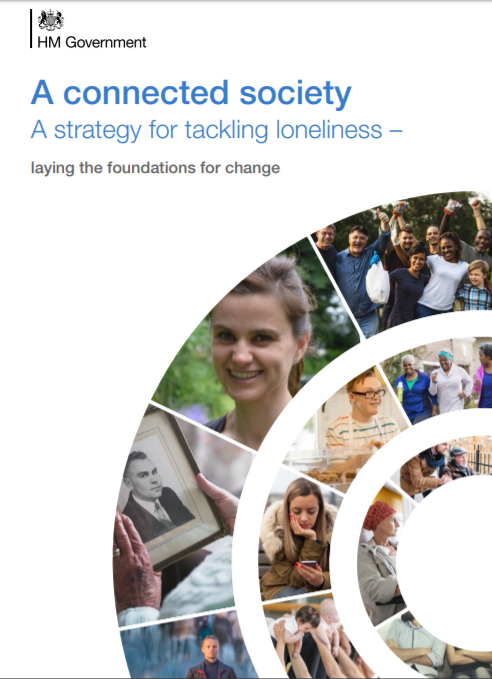 HM Government
A connected society
A strategy for tackling loneliness –
laying the foundations for change